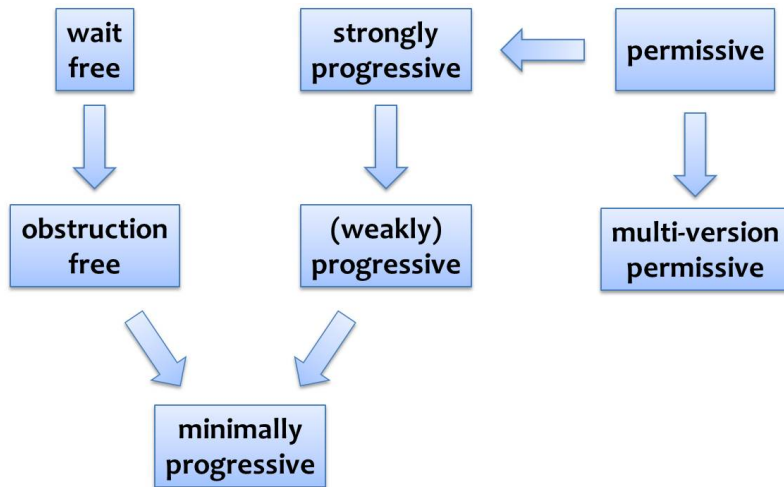 wait
free
strongly
progressive
permissive
obstruction
free
(weakly)
progressive
multi-version
permissive
minimally
progressive